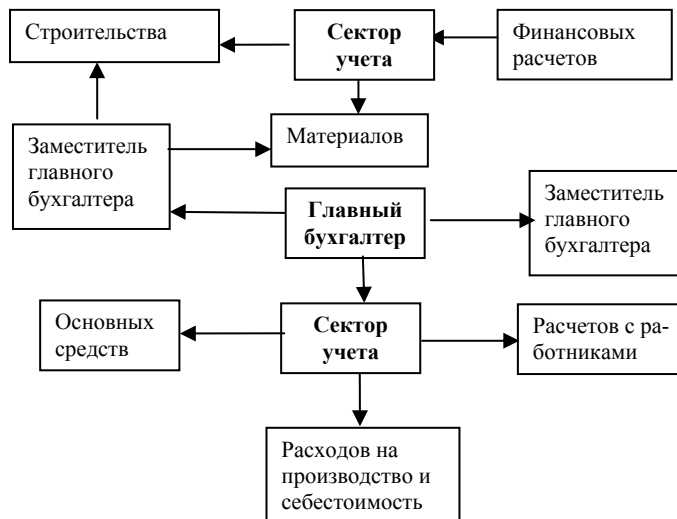 Строительства
Сектор
учета
Финансовых
расчетов
Заместитель
главного
бухгалтера
Материалов
Главный
бухгалтер
Заместитель
главного
бухгалтера
Основных
средств
Сектор
учета
Расчетов с ра-
ботниками
Расходов на
производство и
себестоимость